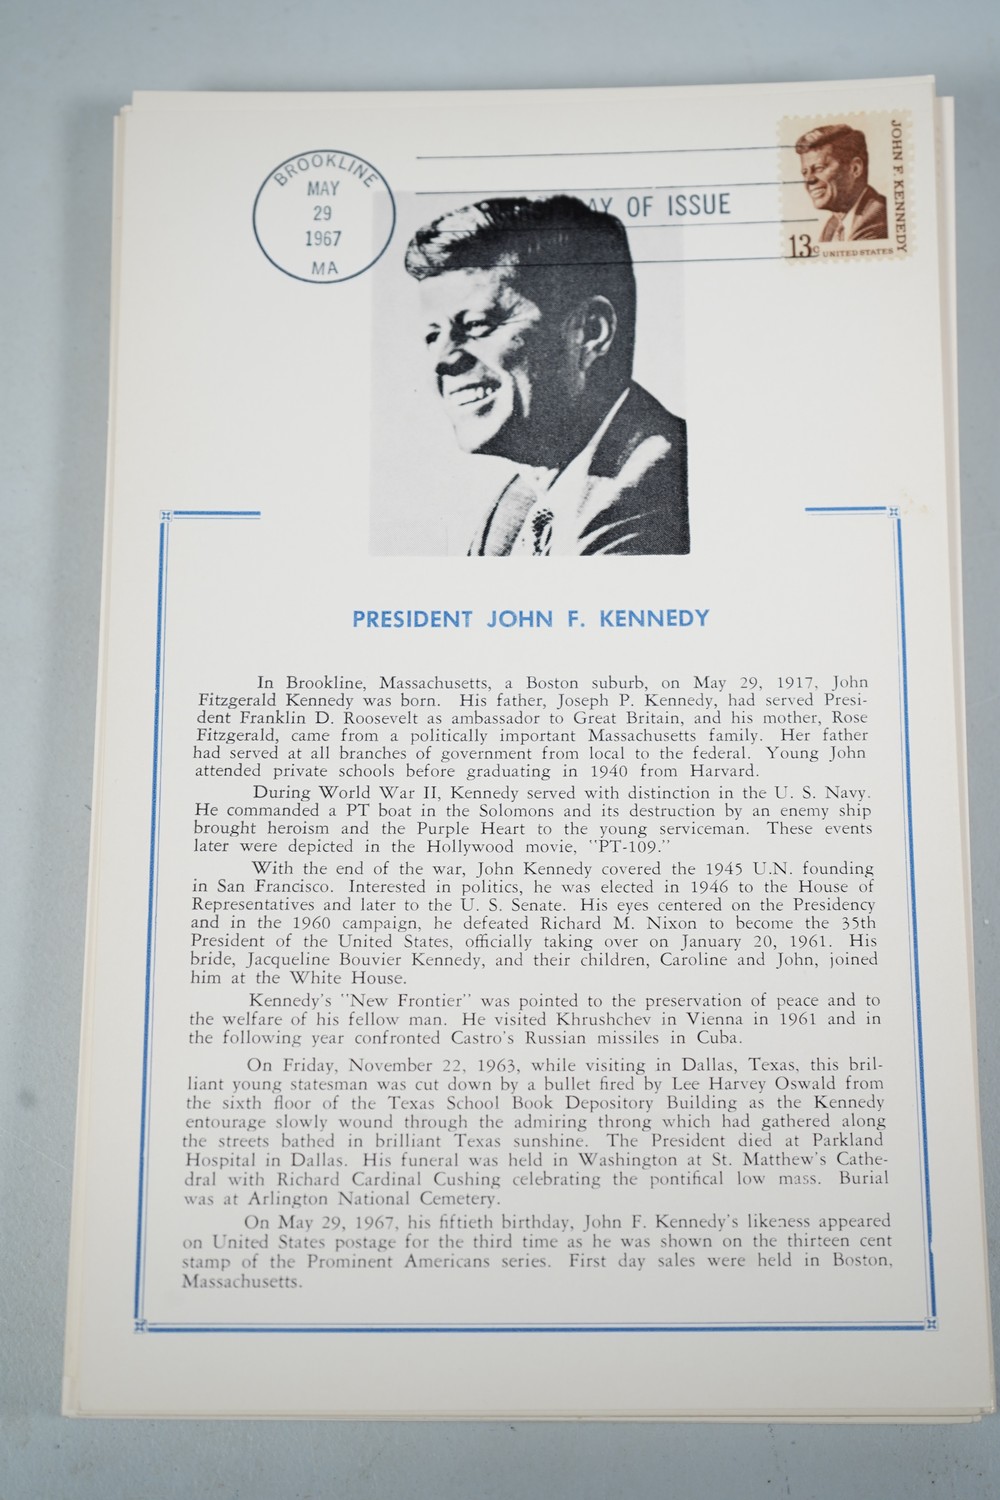 BROOKLINE
MAY
29
1967
MA
AY OF ISSUE
JOHN F. KENNEDY
13c UNITED STATES
PRESIDENT JOHN F. KENNEDY
In Brookline, Massachusetts, a Boston suburb, on May 29, 1917, John
Fitzgerald Kennedy was born. His father, Joseph P. Kennedy, had served Presi-
dent Franklin D. Roosevelt as ambassador to Great Britain, and his mother, Rose
Fitzgerald, came from a politically important Massachusetts family. Her father
had served at all branches of government from local to the federal. Young John
attended private schools before graduating in 1940 from Harvard.
During World War II, Kennedy served with distinction in the U. S. Navy.
He commanded a PT boat in the Solomons and its destruction by an enemy ship
brought heroism and the Purple Heart to the young serviceman. These events
later were depicted in the Hollywood movie, "PT-109."
With the end of the war, John Kennedy covered the 1945 U.N. founding
in San Francisco. Interested in politics, he was elected in 1946 to the House of
Representatives and later to the U. S. Senate. His eyes centered on the Presidency
and in the 1960 campaign, he defeated Richard M. Nixon to become the 35th
President of the United States, officially taking over on January 20, 1961. His
bride, Jacqueline Bouvier Kennedy, and their children, Caroline and John, joined
him at the White House.
Kennedy's "New Frontier" was pointed to the preservation of peace and to
the welfare of his fellow man. He visited Khrushchev in Vienna in 1961 and in
the following year confronted Castro's Russian missiles in Cuba.
On Friday, November 22, 1963, while visiting in Dallas, Texas, this bril-
liant young statesman was cut down by a bullet fired by Lee Harvey Oswald from
the sixth floor of the Texas School Book Depository Building as the Kennedy
entourage slowly wound through the admiring throng which had gathered along
the streets bathed in brilliant Texas sunshine. The President died at Parkland
Hospital in Dallas. His funeral was held in Washington at St. Matthew's Cathe-
dral with Richard Cardinal Cushing celebrating the pontifical low mass. Burial
was at Arlington National Cemetery.
On May 29, 1967, his fiftieth birthday, John F. Kennedy's likeness appeared
on United States postage for the third time as he was shown on the thirteen cent
stamp of the Prominent Americans series. First day sales were held in Boston,
Massachusetts.